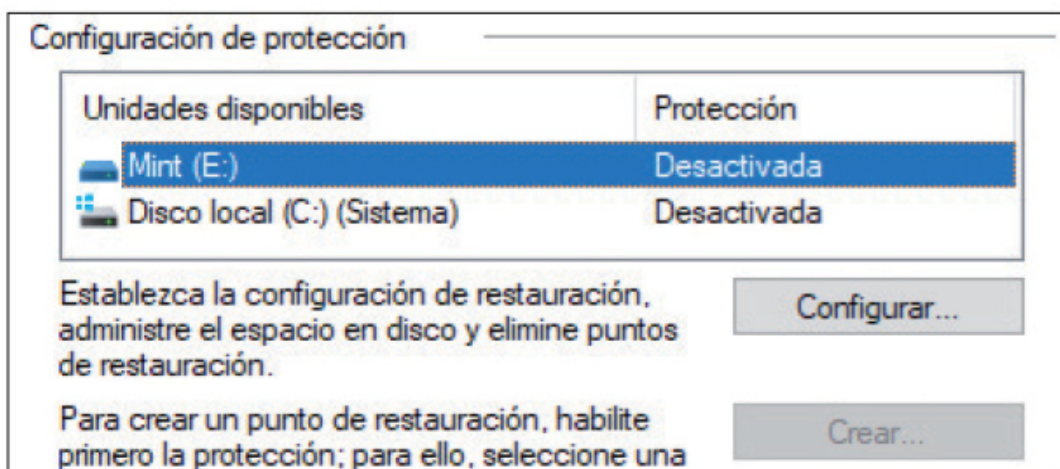 Configuración de protección
Unidades disponibles Protección
Mint (E:) Desactivada
Disco local (C:) (Sistema) Desactivada
Establezca la configuración de restauración,
administre el espacio en disco y elimine puntos
de restauración.
Configurar...
Para crear un punto de restauración, habilite
primero la protección; para ello, seleccione una
Crear...